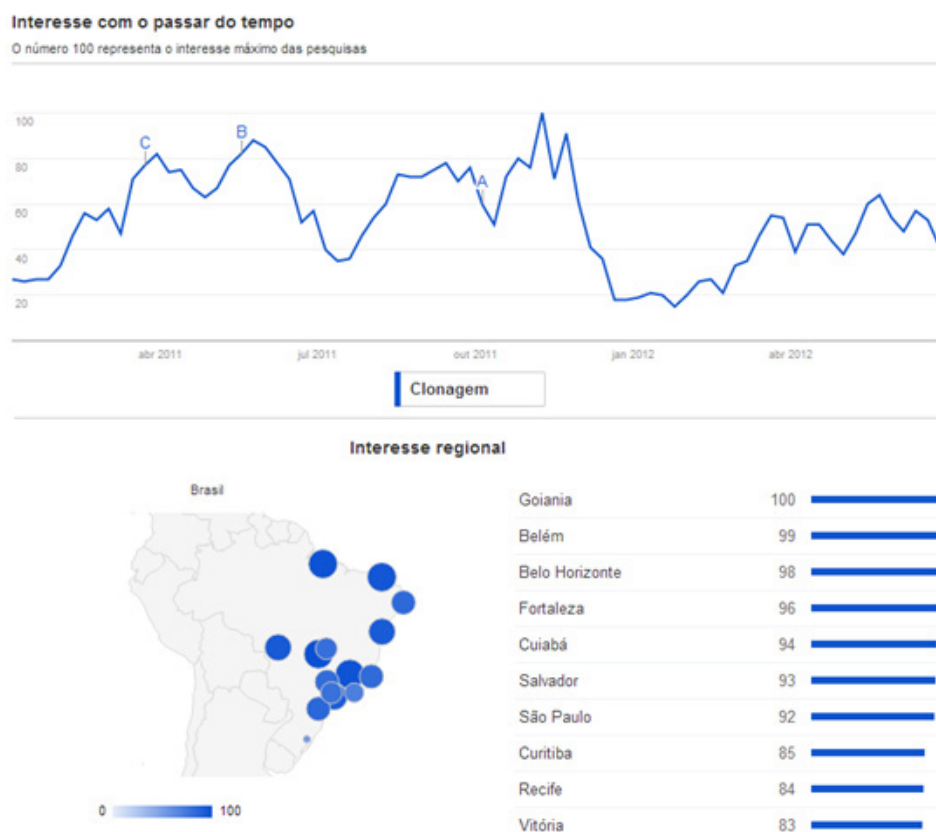 Interesse com o passar do tempo
O número 100 representa o interesse máximo das pesquisas
100
C
B
80
A
60
40
20
abr 2011 jul 2011 out 2011 jan 2012 abr 2012
Clonagem
Interesse regional
Brasil
0 100
Goiania 100
Belém 99
Belo Horizonte 98
Fortaleza 96
Cuiabá 94
Salvador 93
São Paulo 92
Curitiba 85
Recife 84
Vitória 83